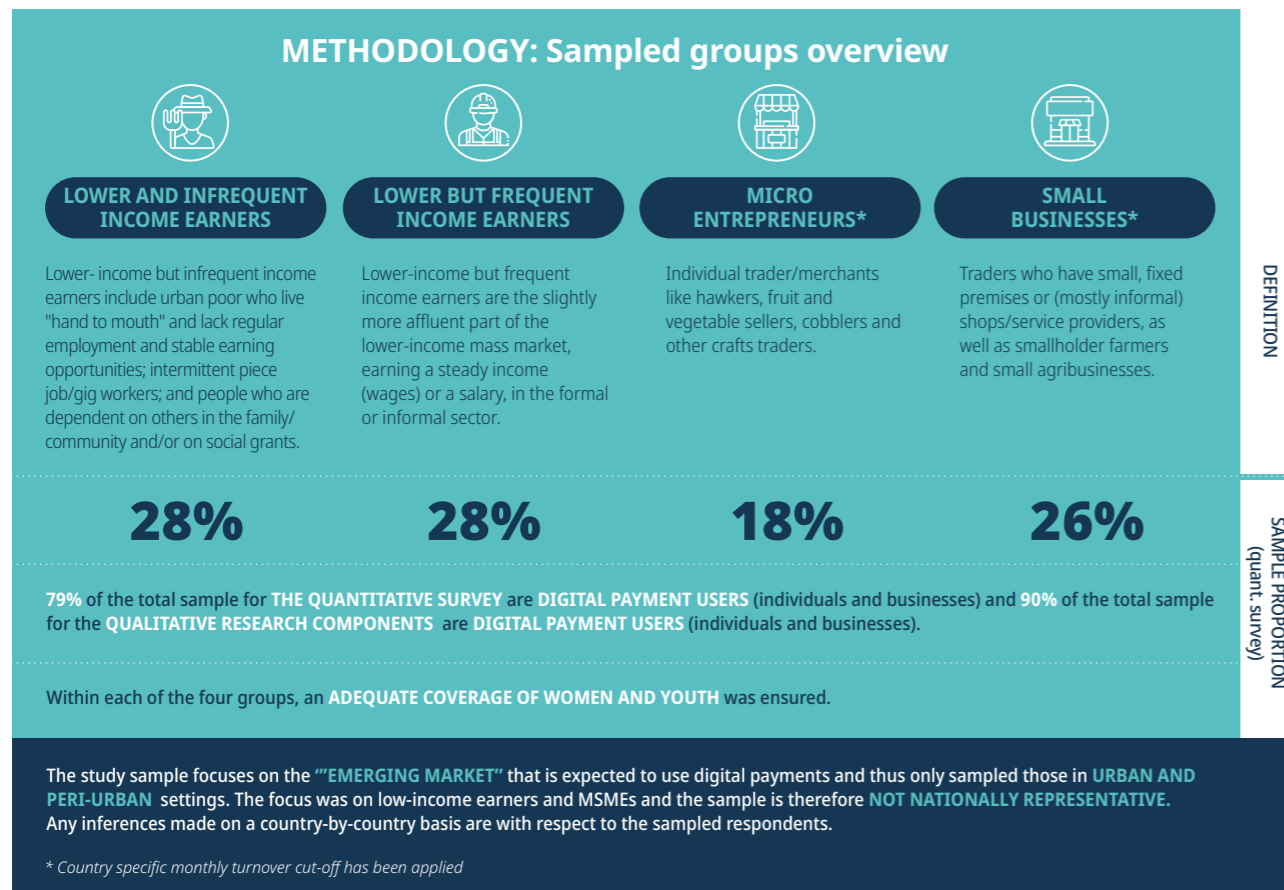 METHODOLOGY: Sampled groups overview
LOWER AND INFREQUENT
INCOME EARNERS
Lower- income but infrequent income
earners include urban poor who live
"hand to mouth" and lack regular
employment and stable earning
opportunities; intermittent piece
job/gig workers; and people who are
dependent on others in the family/
community and/or on social grants.
28%
LOWER BUT FREQUENT
INCOME EARNERS
Lower-income but frequent
income earners are the slightly
more affluent part of the
lower-income mass market,
earning a steady income
(wages) or a salary, in the formal
or informal sector.
28%
MICRO
ENTREPRENEURS*
Individual trader/merchants
like hawkers, fruit and
vegetable sellers, cobblers and
other crafts traders.
18%
SMALL
BUSINESSES*
Traders who have small, fixed
premises or (mostly informal)
shops/service providers, as
well as smallholder farmers
and small agribusinesses.
26%
DEFINITION
SAMPLE PROPORTION
(quant. survey)
79% of the total sample for THE QUANTITATIVE SURVEY are DIGITAL PAYMENT USERS (individuals and businesses) and 90% of the total sample
for the QUALITATIVE RESEARCH COMPONENTS are DIGITAL PAYMENT USERS (individuals and businesses).
Within each of the four groups, an ADEQUATE COVERAGE OF WOMEN AND YOUTH was ensured.
The study sample focuses on the “”EMERGING MARKET” that is expected to use digital payments and thus only sampled those in URBAN AND
PERI-URBAN settings. The focus was on low-income earners and MSMEs and the sample is therefore NOT NATIONALLY REPRESENTATIVE.
Any inferences made on a country-by-country basis are with respect to the sampled respondents.
* Country specific monthly turnover cut-off has been applied